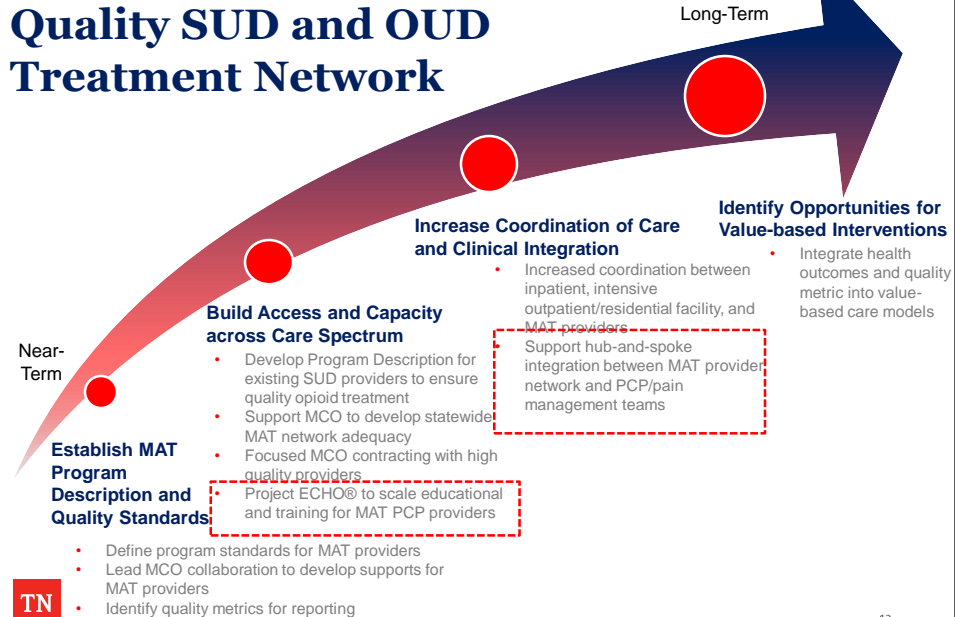 Quality SUD and OUD
Treatment Network
Long-Term
Near-
Term
Establish MAT
Program
Description and
Quality Standards
• Define program standards for MAT providers
• Lead MCO collaboration to develop supports for
MAT providers
• Identify quality metrics for reporting
Build Access and Capacity
across Care Spectrum
• Develop Program Description for
existing SUD providers to ensure
quality opioid treatment
• Support MCO to develop statewide
MAT network adequacy
• Focused MCO contracting with high
quality providers
• Project ECHO® to scale educational
and training for MAT PCP providers
Increase Coordination of Care
and Clinical Integration
• Increased coordination between
inpatient, intensive
outpatient/residential facility, and
MAT providers
• Support hub-and-spoke
integration between MAT provider
network and PCP/pain
management teams
Identify Opportunities for
Value-based Interventions
• Integrate health
outcomes and quality
metric into value-
based care models
TN